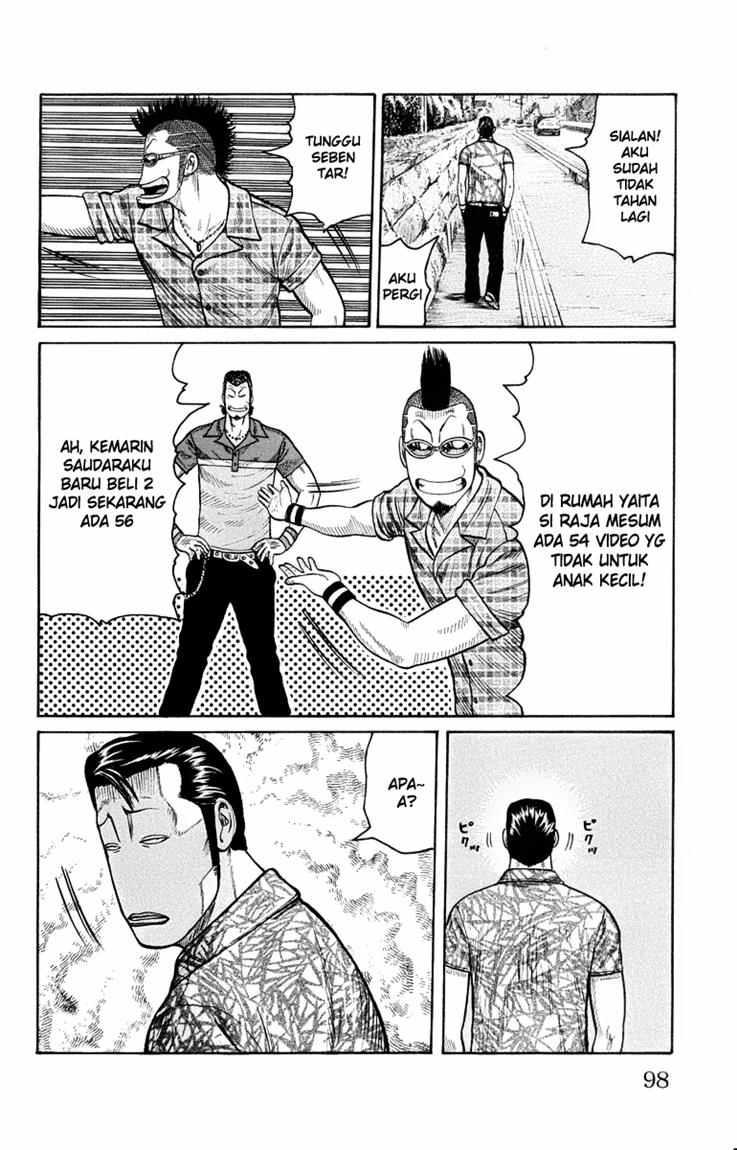 SIALAN!
AKU
SUDAH
TIDAK
TAHAN
LAGI
AKU
PERGI
TUNGGU
SEBEN
TAR!
DI RUMAH YAITA
SI RAJA MESUM
ADA 54 VIDEO YG
TIDAK UNTUK
ANAK KECIL!
AH, KEMARIN
SAUDARAKU
BARU BELI 2
JADI SEKARANG
ADA 56
ピクッ
ピクッ
APA~
A?
98